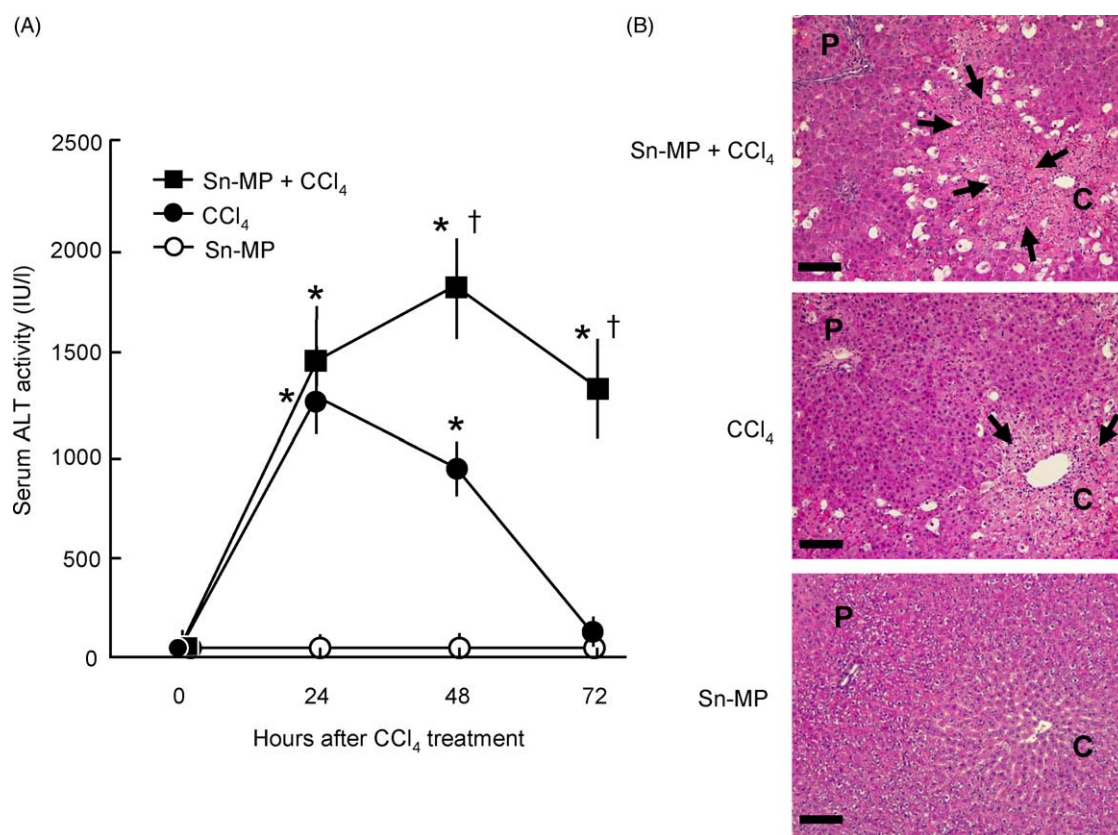 (A)
2500
2000
1500
1000
500
0
Serum ALT activity (IU/l)
Sn-MP + CCl₄
CCl₄
Sn-MP
*
*
* †
*
* †
0 24 48 72
Hours after CCl₄ treatment
(B)
Sn-MP + CCl₄
P
C
CCl₄
P
C
Sn-MP
P
C